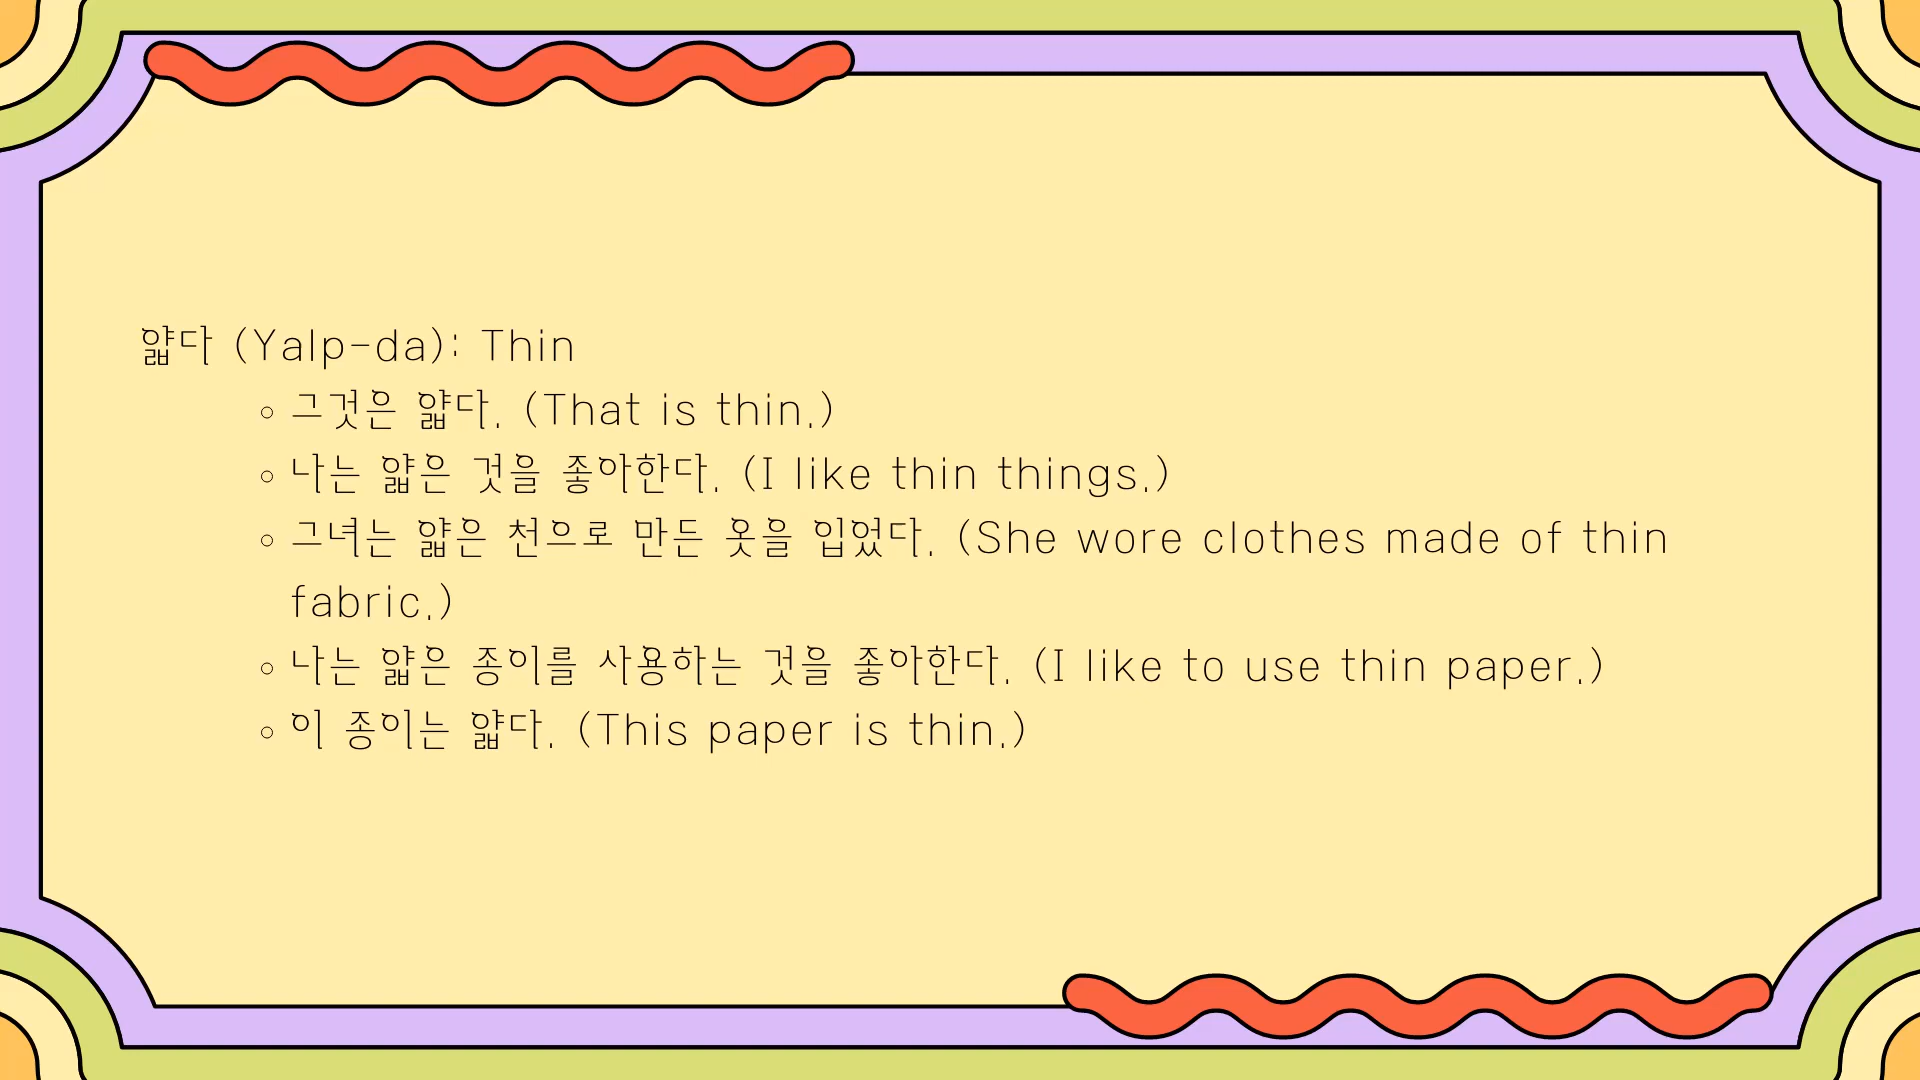 얇다 (Yalp-da): Thin
◦ 그것은 얇다. (That is thin.)
◦ 나는 얇은 것을 좋아한다. (I like thin things.)
◦ 그녀는 얇은 천으로 만든 옷을 입었다. (She wore clothes made of thin
fabric.)
◦ 나는 얇은 종이를 사용하는 것을 좋아한다. (I like to use thin paper.)
◦ 이 종이는 얇다. (This paper is thin.)